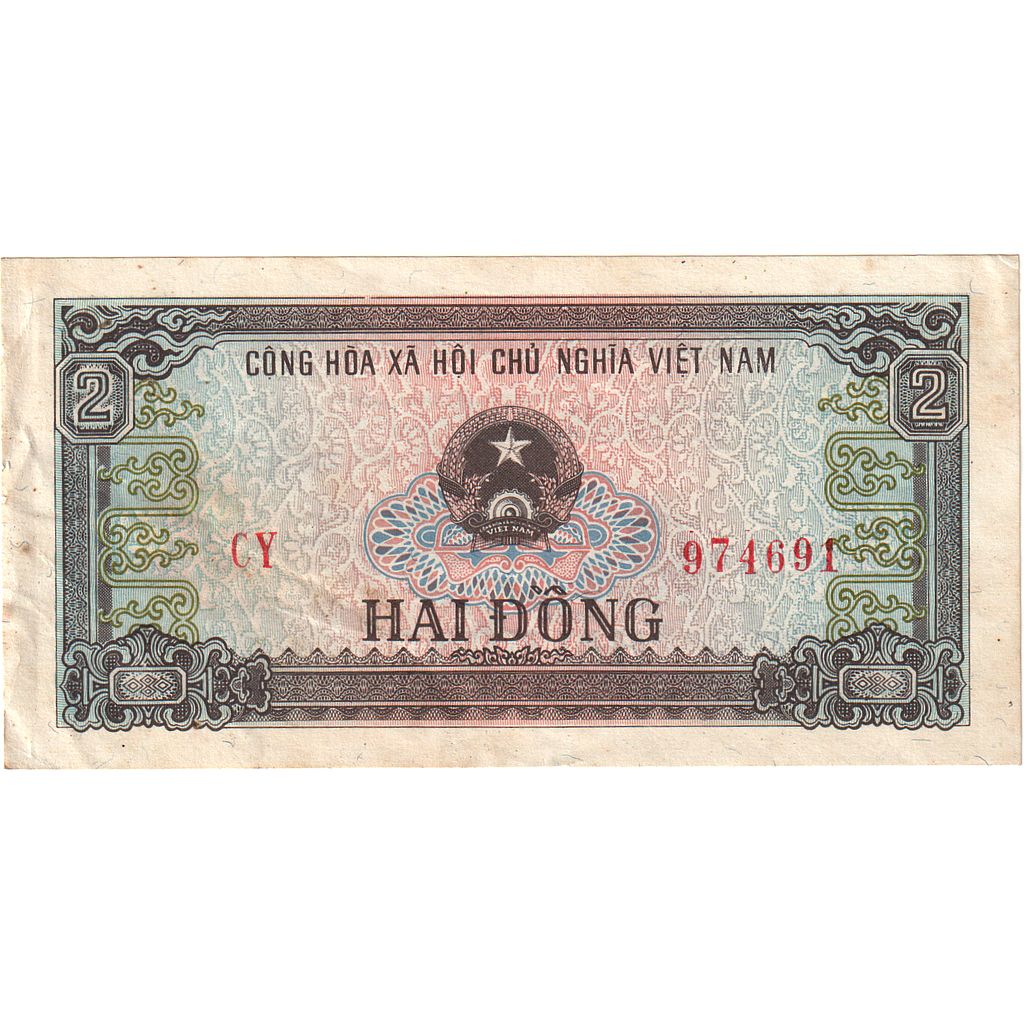 CỘNG HÒA XÃ HỘI CHỦ NGHĨA VIỆT NAM
2 2
VIỆT NAM
CY 974691
HAI ĐỒNG